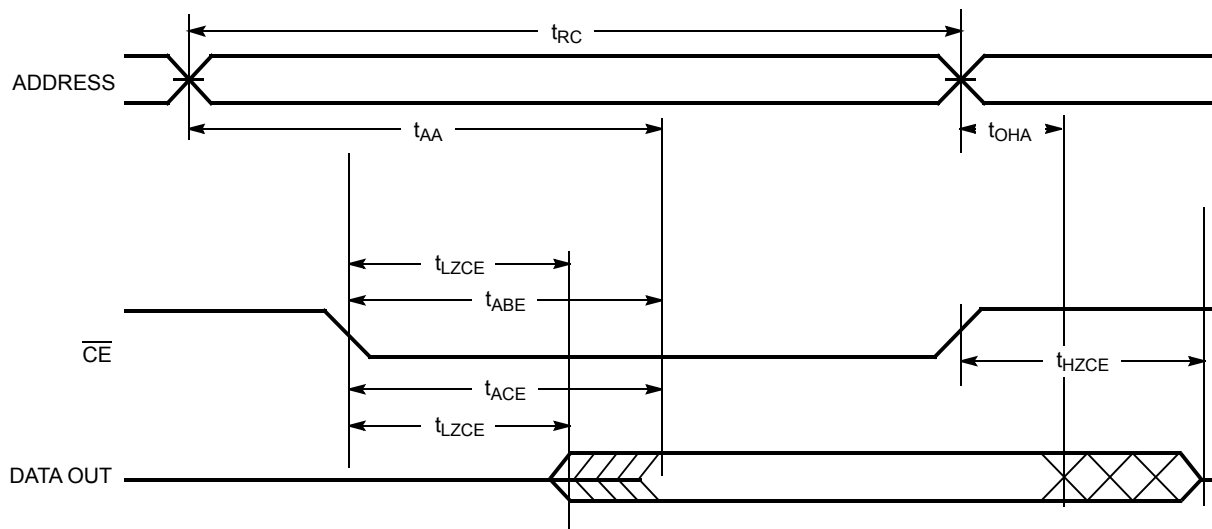 tRC
ADDRESS
tAA
tOHA
tLZCE
tABE
CE
tHZCE
tACE
tLZCE
DATA OUT